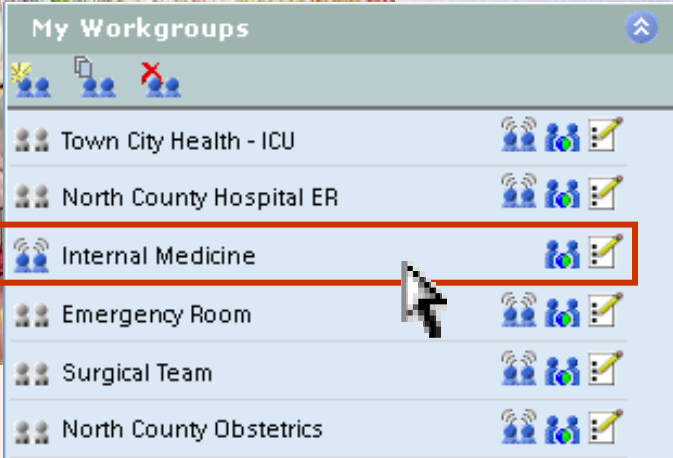 My Workgroups
Town City Health - ICU
North County Hospital ER
Internal Medicine
Emergency Room
Surgical Team
North County Obstetrics